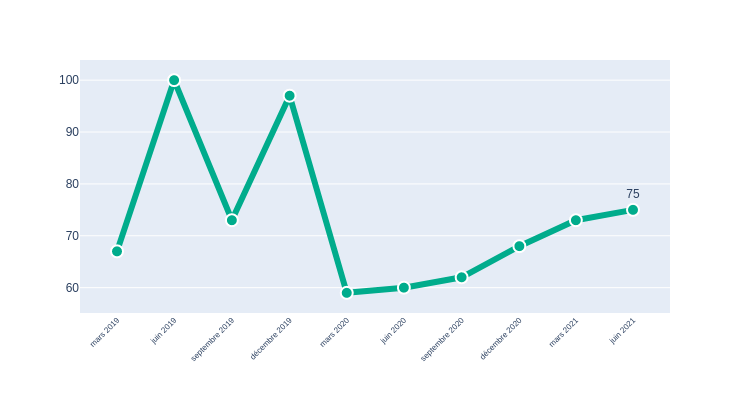 100
90
80
70
60
75
mars 2019
juin 2019
septembre 2019
décembre 2019
mars 2020
juin 2020
septembre 2020
décembre 2020
mars 2021
juin 2021